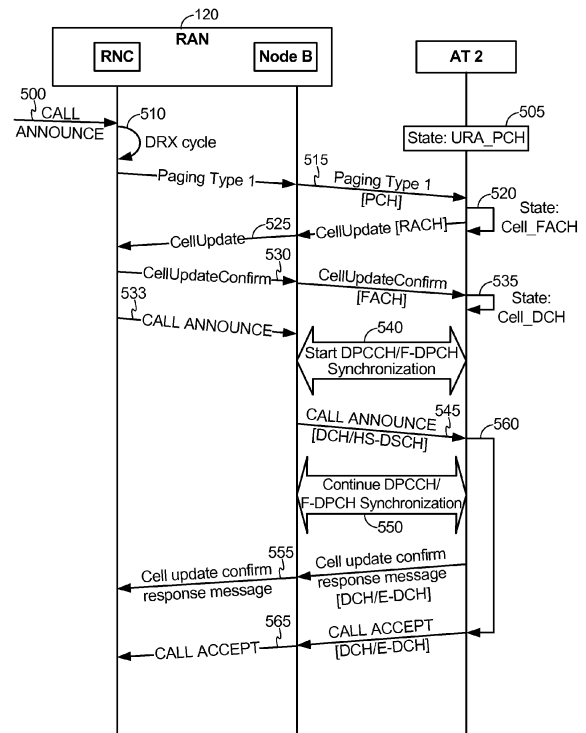 120
RAN
RNC
Node B
AT 2
500
CALL
ANNOUNCE
510
DRX cycle
505
State: URA_PCH
Paging Type 1
515
Paging Type 1
[PCH]
520
State:
Cell_FACH
525
CellUpdate
CellUpdate [RACH]
530
CellUpdateConfirm
CellUpdateConfirm
[FACH]
535
State:
Cell_DCH
533
CALL ANNOUNCE
540
Start DPCCH/F-DPCH
Synchronization
CALL ANNOUNCE
[DCH/HS-DSCH]
545
560
Continue DPCCH/
F-DPCH Synchronization
550
555
Cell update confirm
response message
Cell update confirm
response message
[DCH/E-DCH]
565
CALL ACCEPT
CALL ACCEPT
[DCH/E-DCH]